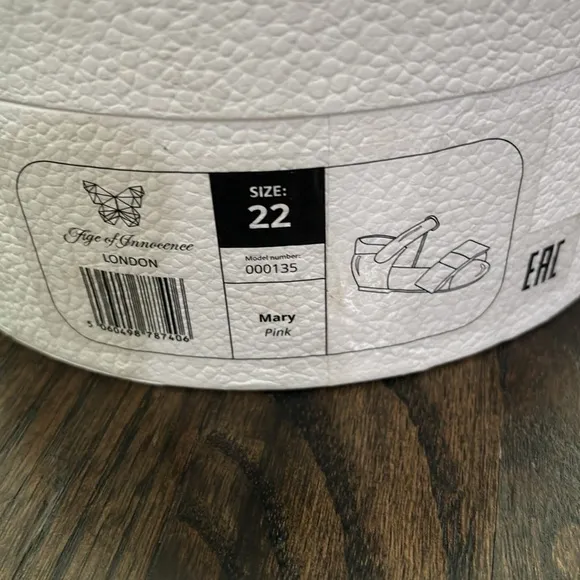 Age of Innocence
LONDON
5 060498 787406
SIZE:
22
Model number:
000135
Mary
Pink
EAC